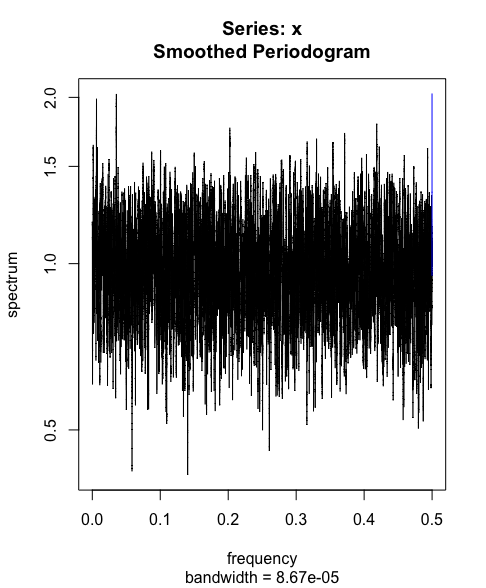 Series: x
Smoothed Periodogram
2.0
1.5
1.0
0.5
spectrum
0.0 0.1 0.2 0.3 0.4 0.5
frequency
bandwidth = 8.67e-05